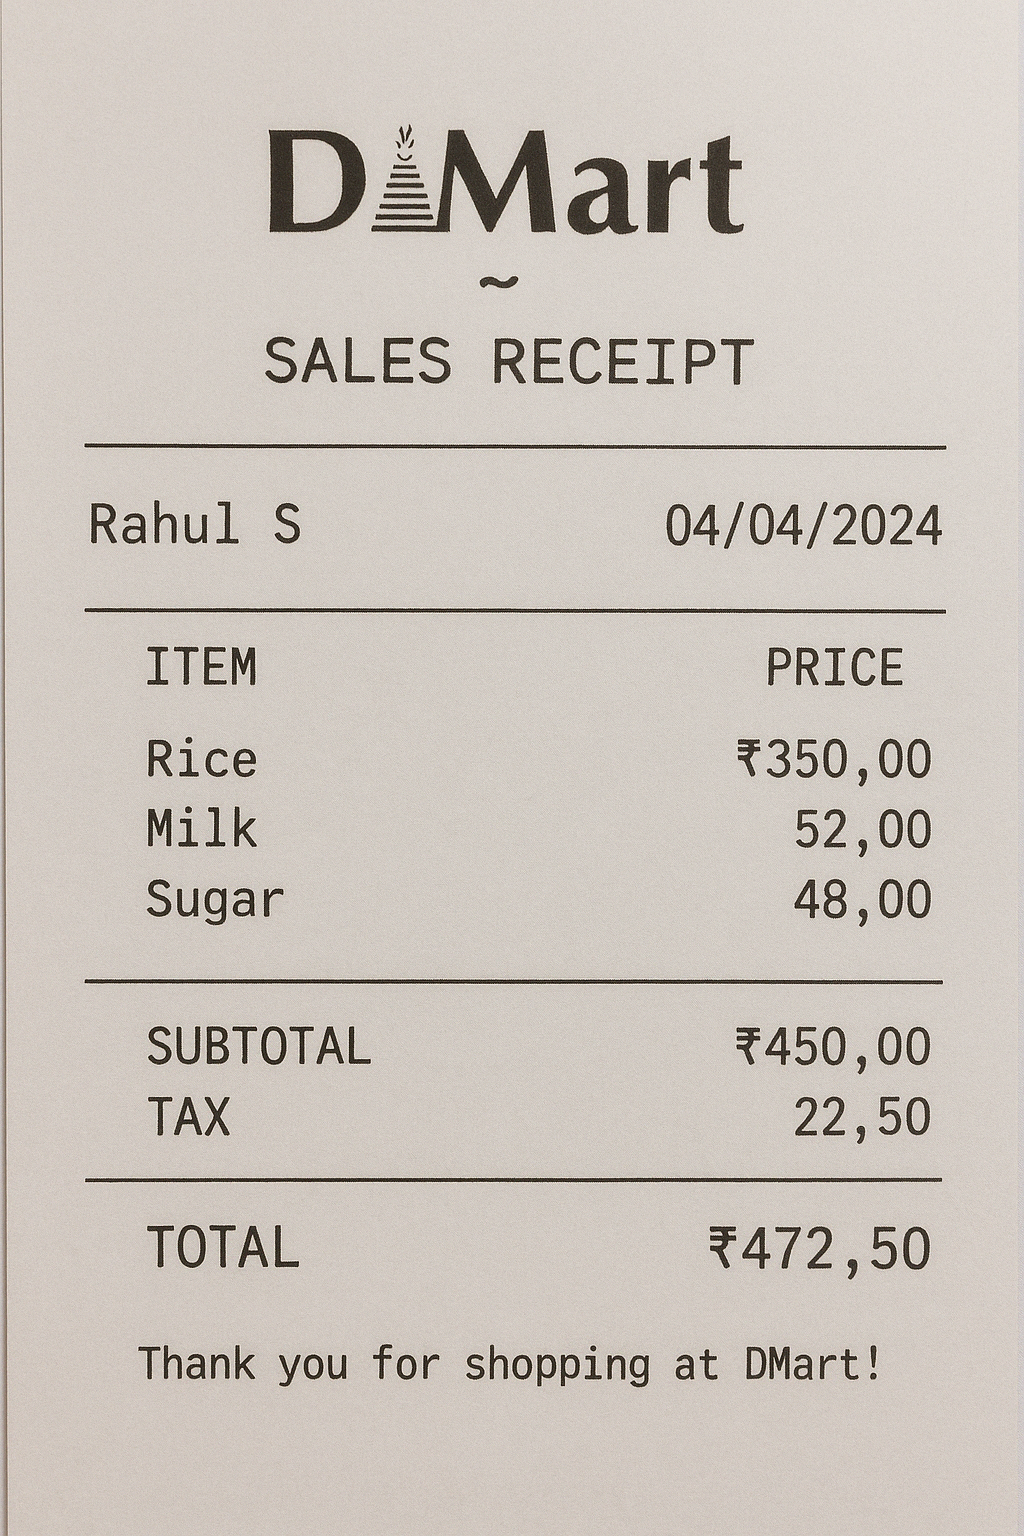 D Mart
~
SALES RECEIPT
Rahul S 04/04/2024
ITEM PRICE
Rice ₹350,00
Milk 52,00
Sugar 48,00
SUBTOTAL ₹450,00
TAX 22,50
TOTAL ₹472,50
Thank you for shopping at DMart!